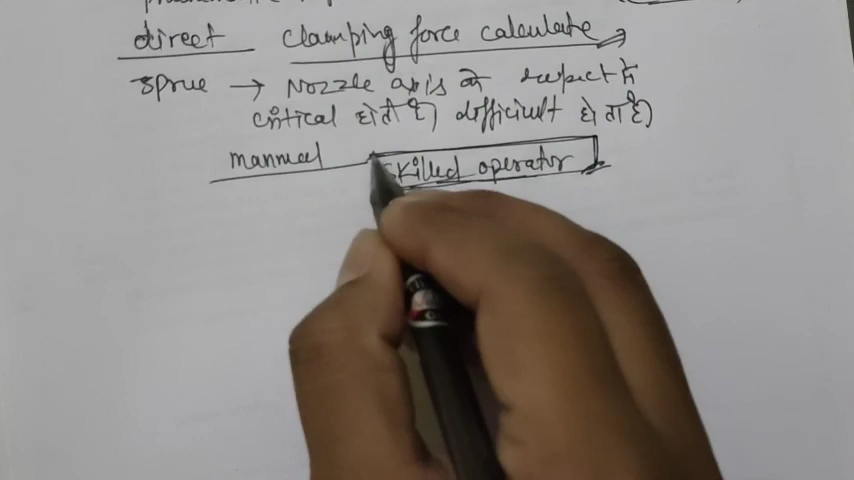 direct clamping force calculate
sprue → Nozzle axis के respect में
critical होती है) difficult होता है)
manual skilled operator